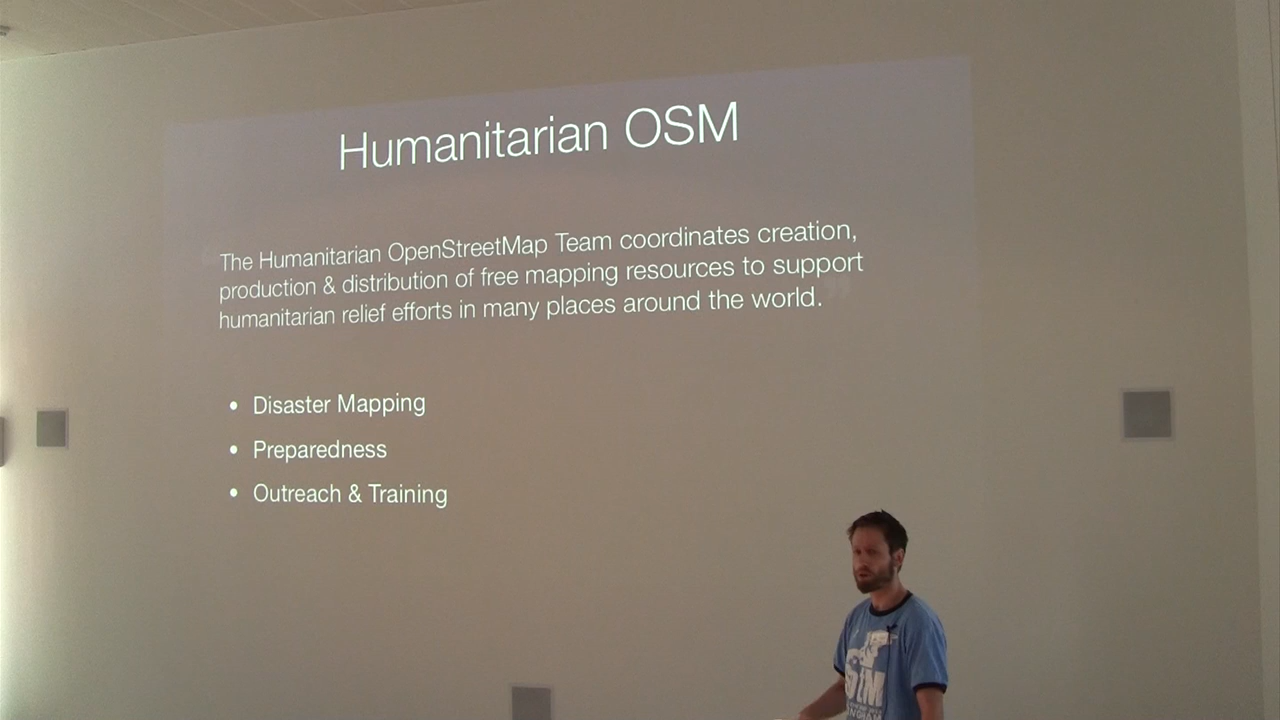 Humanitarian OSM
The Humanitarian OpenStreetMap Team coordinates creation,
production & distribution of free mapping resources to support
humanitarian relief efforts in many places around the world.
• Disaster Mapping
• Preparedness
• Outreach & Training